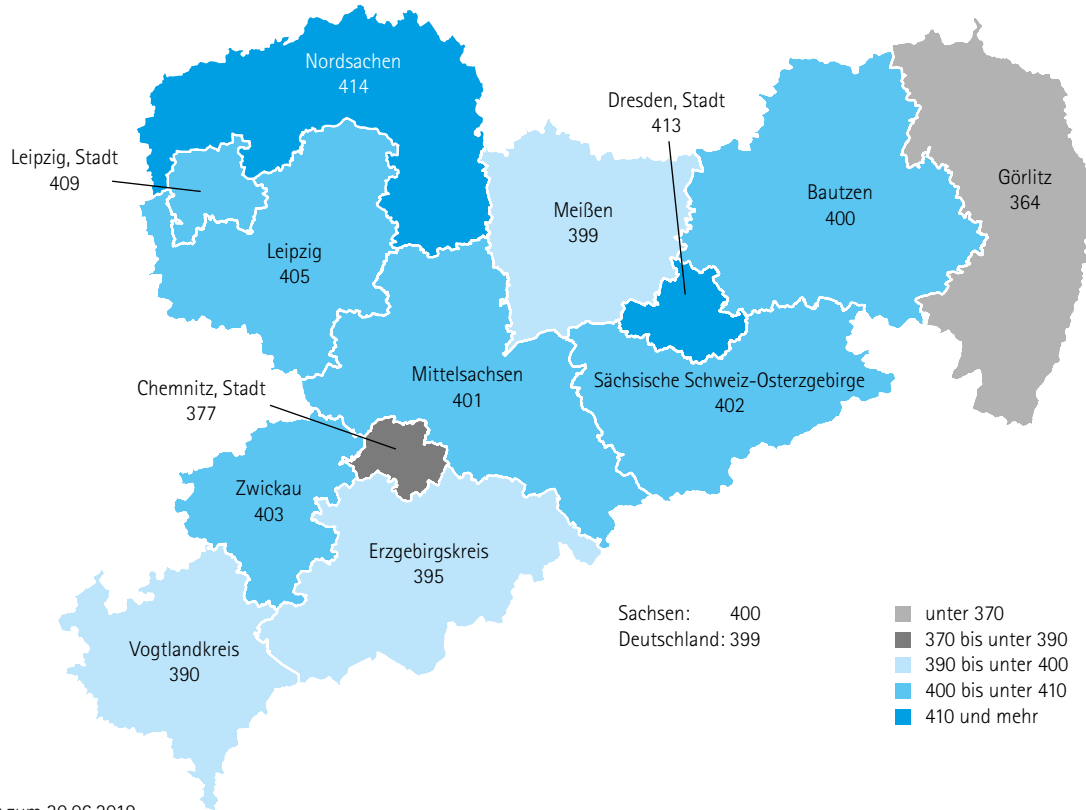 Nordsachen
414
Dresden, Stadt
413
Leipzig, Stadt
409
Görlitz
364
Bautzen
400
Meißen
399
Leipzig
405
Mittelsachsen
401
Sächsische Schweiz-Osterzgebirge
402
Chemnitz, Stadt
377
Zwickau
403
Erzgebirgskreis
395
Vogtlandkreis
390
Sachsen: 400
Deutschland: 399
unter 370
370 bis unter 390
390 bis unter 400
400 bis unter 410
410 und mehr